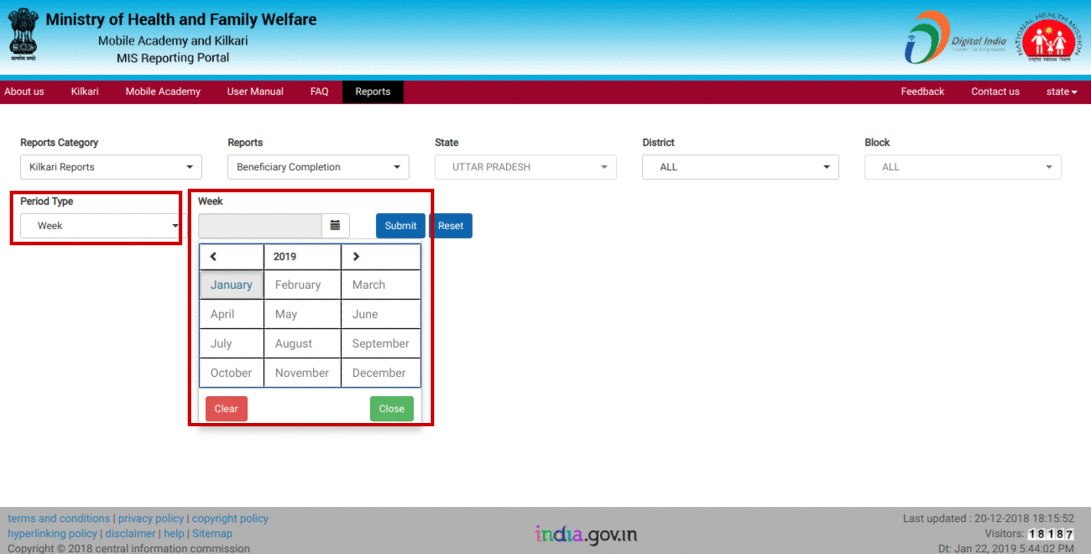 Ministry of Health and Family Welfare
Mobile Academy and Kilkari
MIS Reporting Portal
सत्यमेव जयते
Digital India
Power To Empower
NATIONAL HEALTH MISSION
राष्ट्रीय स्वास्थ्य मिशन
About us Kilkari Mobile Academy User Manual FAQ Reports Feedback Contact us state
Reports Category Reports State District Block
Kilkari Reports Beneficiary Completion UTTAR PRADESH ALL ALL
Period Type Week
Week Submit Reset
2019
January February March
April May June
July August September
October November December
Clear Close
terms and conditions | privacy policy | copyright policy
hyperlinking policy | disclaimer | help | Sitemap
Copyright © 2018 central information commission
india.gov.in
Last updated : 20-12-2018 18:15:52
Visitors: 18187
Dt: Jan 22, 2019 5:44:02 PM